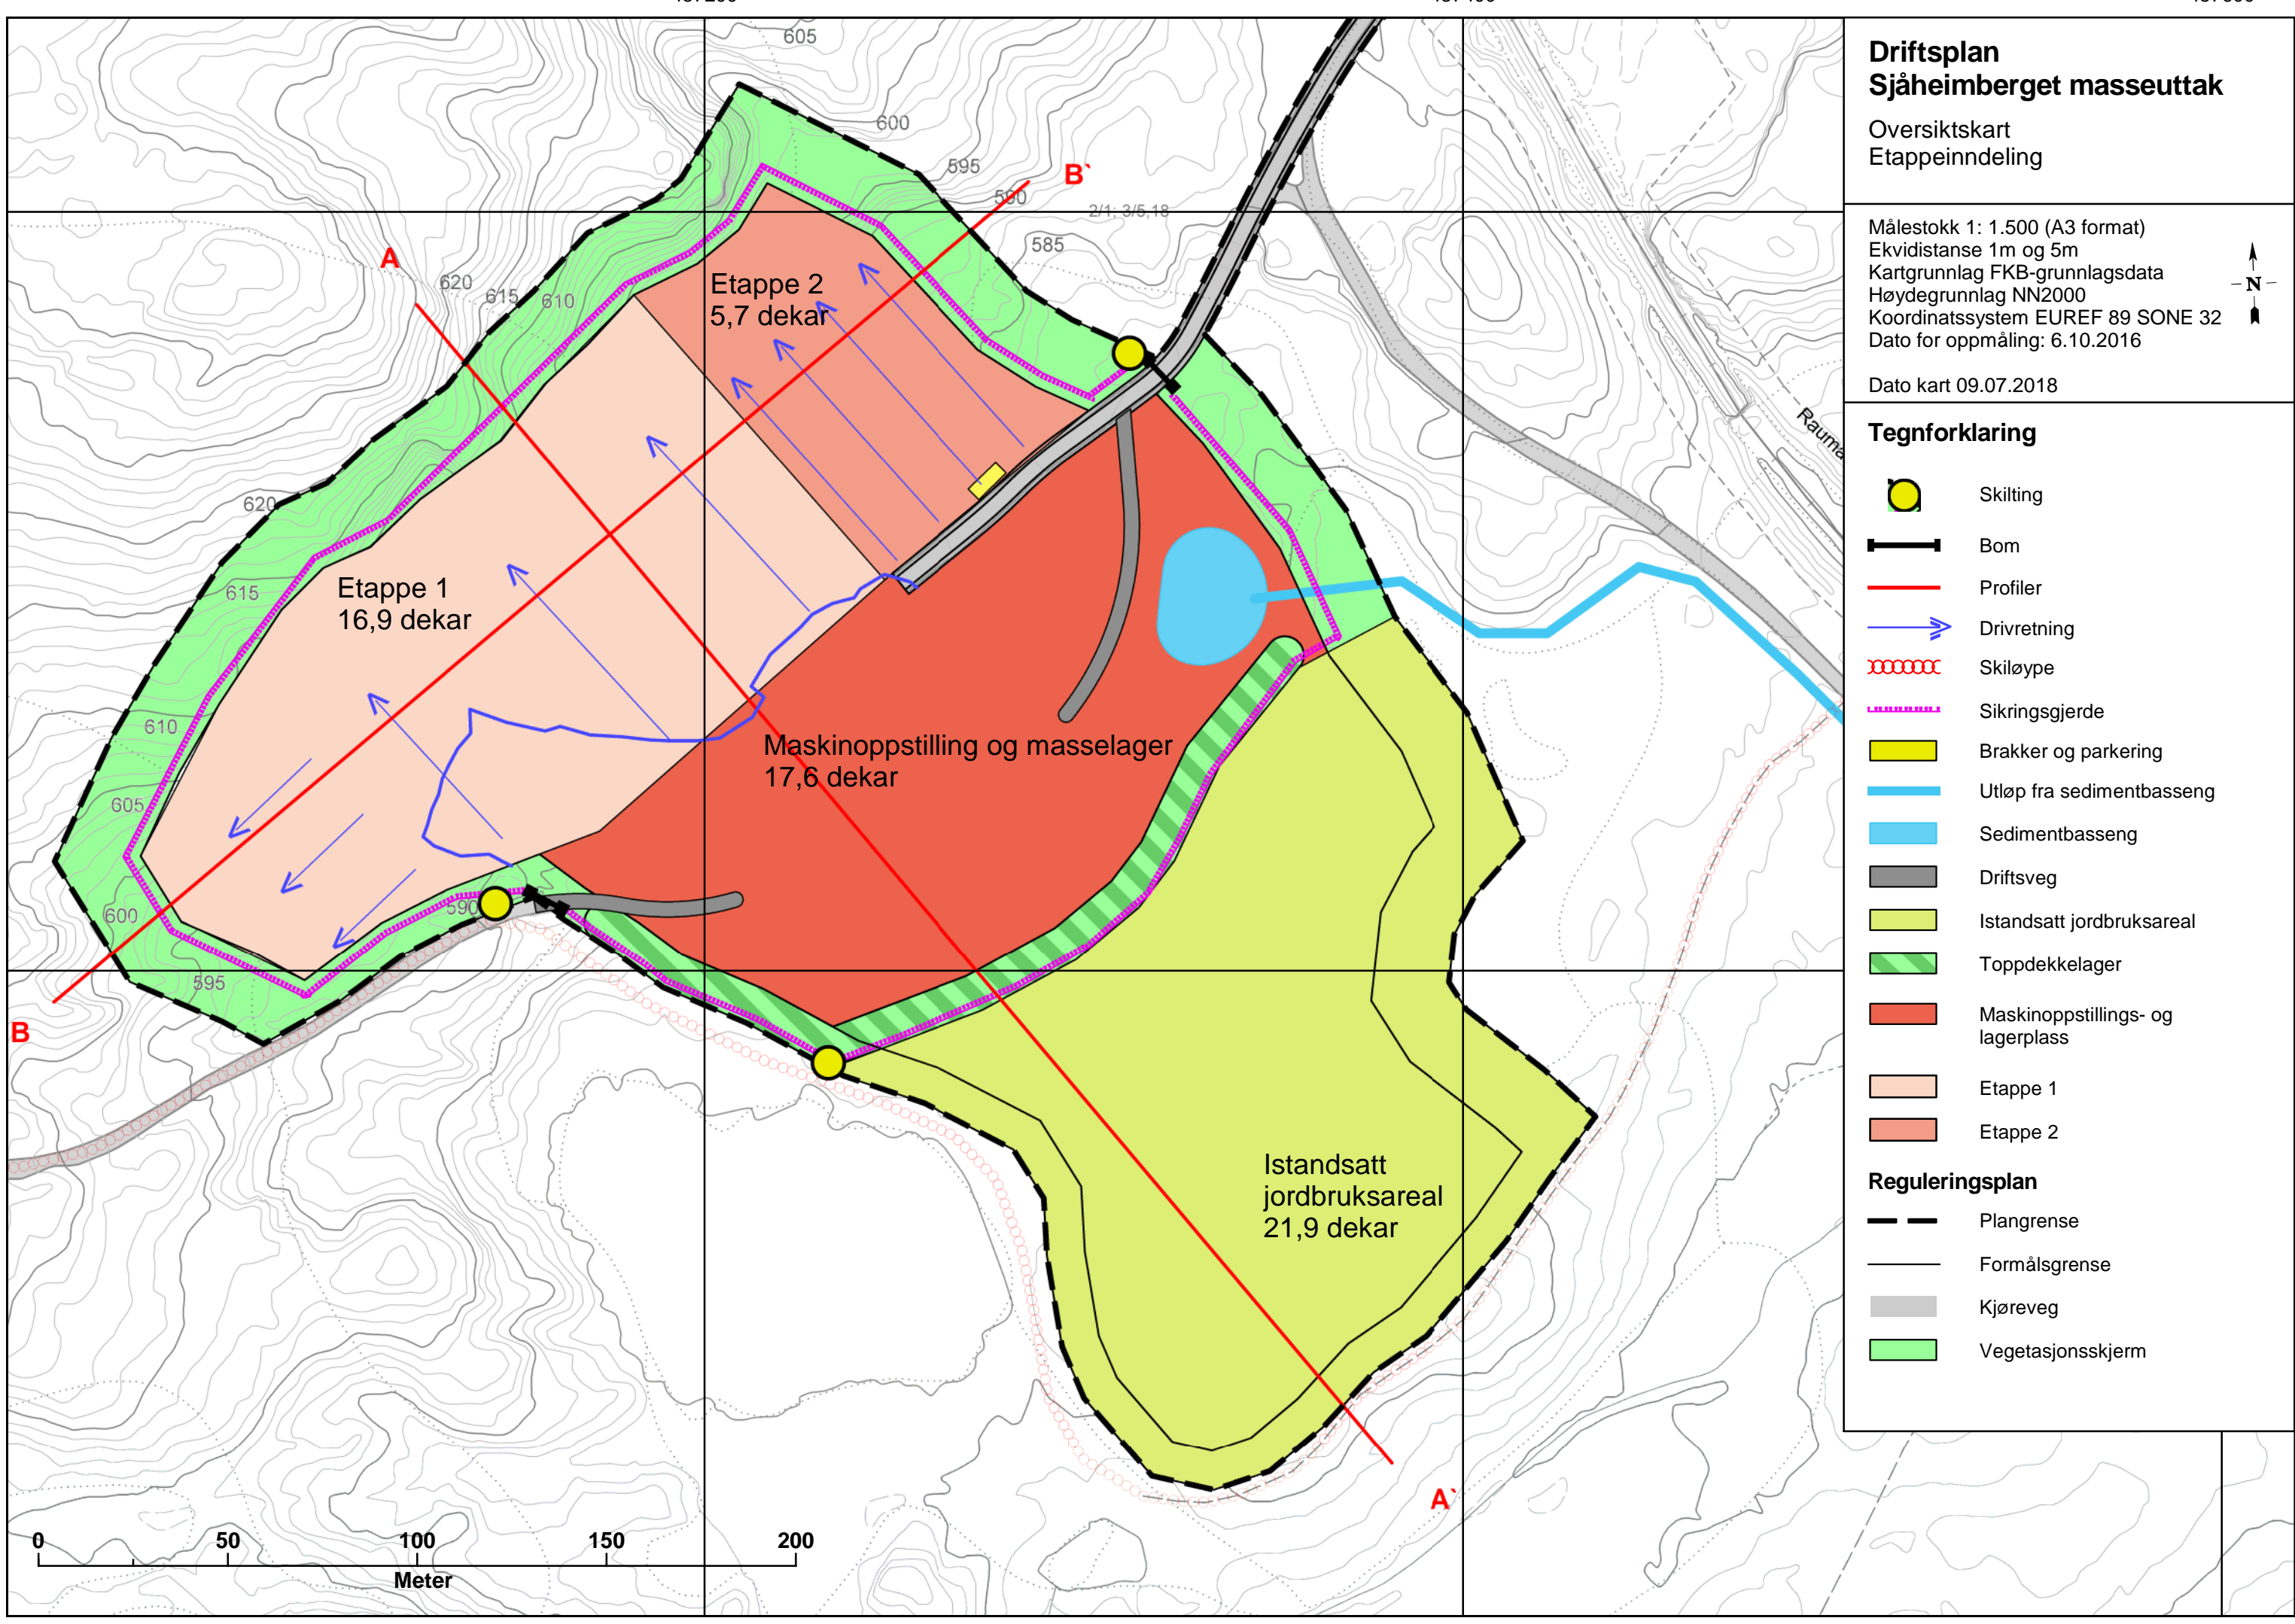 605
600
595
590
585
2/1; 3/5,18
B`
A
620
615
610
Etappe 2
5,7 dekar
620
615
Etappe 1
16,9 dekar
610
605
600
595
590
B
Maskinoppstilling og masselager
17,6 dekar
Istandsatt
jordbruksareal
21,9 dekar
A`
Rauma
0 50 100 150 200
Meter
Driftsplan
Sjåheimberget masseuttak
Oversiktskart
Etappeinndeling
Målestokk 1: 1.500 (A3 format)
Ekvidistanse 1m og 5m
Kartgrunnlag FKB-grunnlagsdata
Høydegrunnlag NN2000
Koordinatssystem EUREF 89 SONE 32
Dato for oppmåling: 6.10.2016
Dato kart 09.07.2018
N
Tegnforklaring
Skilting
Bom
Profiler
Drivretning
Skiløype
Sikringsgjerde
Brakker og parkering
Utløp fra sedimentbasseng
Sedimentbasseng
Driftsveg
Istandsatt jordbruksareal
Toppdekkelager
Maskinoppstillings- og
lagerplass
Etappe 1
Etappe 2
Reguleringsplan
Plangrense
Formålsgrense
Kjøreveg
Vegetasjonsskjerm